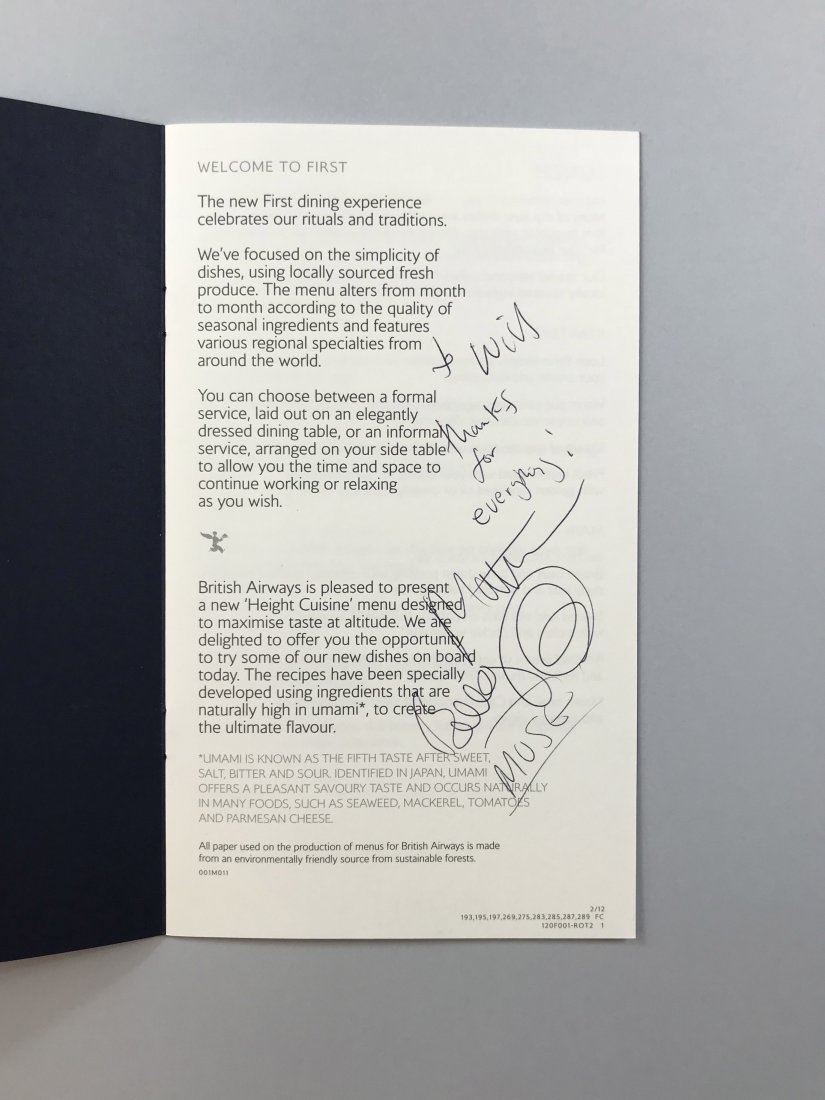 WELCOME TO FIRST
The new First dining experience
celebrates our rituals and traditions.
We've focused on the simplicity of
dishes, using locally sourced fresh
produce. The menu alters from month
to month according to the quality of
seasonal ingredients and features
various regional specialties from
around the world.
You can choose between a formal
service, laid out on an elegantly
dressed dining table, or an informal
service, arranged on your side table
to allow you the time and space to
continue working or relaxing
as you wish.
to Will
thanks
for
everything!
British Airways is pleased to present
a new 'Height Cuisine' menu designed
to maximise taste at altitude. We are
delighted to offer you the opportunity
to try some of our new dishes on board
today. The recipes have been specially
developed using ingredients that are
naturally high in umami*, to create
the ultimate flavour.
Matthew
Bellamy
MUSE
*UMAMI IS KNOWN AS THE FIFTH TASTE AFTER SWEET,
SALT, BITTER AND SOUR. IDENTIFIED IN JAPAN, UMAMI
OFFERS A PLEASANT SAVOURY TASTE AND OCCURS NATURALLY
IN MANY FOODS, SUCH AS SEAWEED, MACKEREL, TOMATOES
AND PARMESAN CHEESE.
All paper used on the production of menus for British Airways is made
from an environmentally friendly source from sustainable forests.
001M011
2/12
193,195,197,269,275,283,285,287,289 FC
120F001-ROT2 1